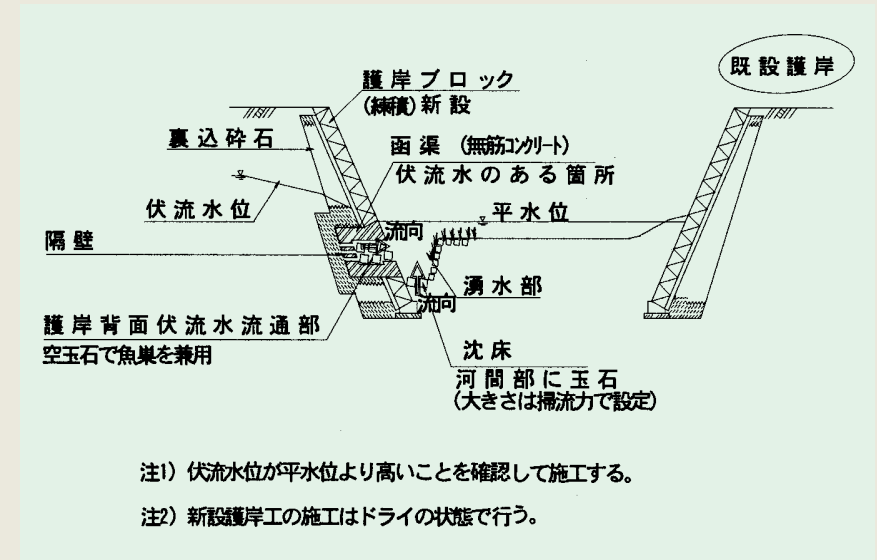 既設護岸
護岸ブロック
(練積)新設
裏込砕石
函渠 (無筋コンクリート)
伏流水のある箇所
伏流水位
平水位
流向
隔壁
湧水部
流向
護岸背面伏流水流通部
空玉石で魚巣を兼用
沈床
河間部に玉石
(大きさは掃流力で設定)
注1) 伏流水位が平水位より高いことを確認して施工する。
注2) 新設護岸工の施工はドライの状態で行う。